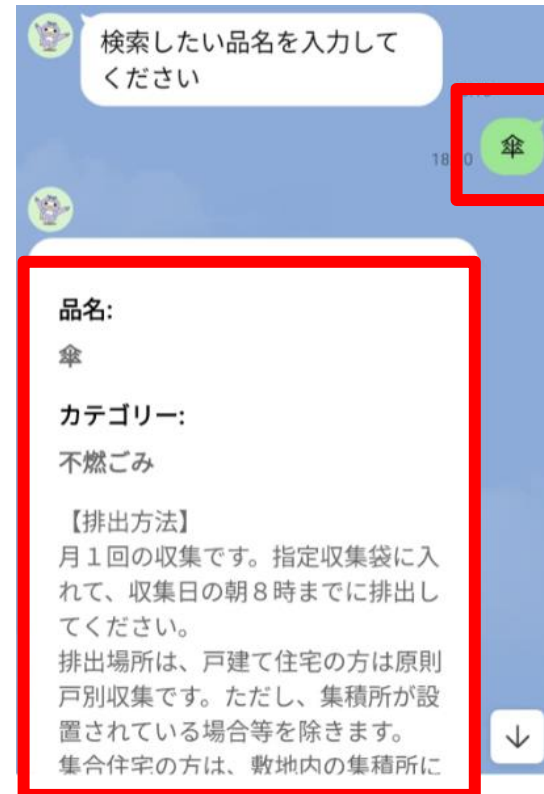 検索したい品名を入力して
ください
傘
品名:
傘
カテゴリー:
不燃ごみ
【排出方法】
月１回の収集です。指定収集袋に入
れて、収集日の朝８時までに排出し
てください。
排出場所は、戸建て住宅の方は原則
戸別収集です。ただし、集積所が設
置されている場合等を除きます。
集合住宅の方は、敷地内の集積所に